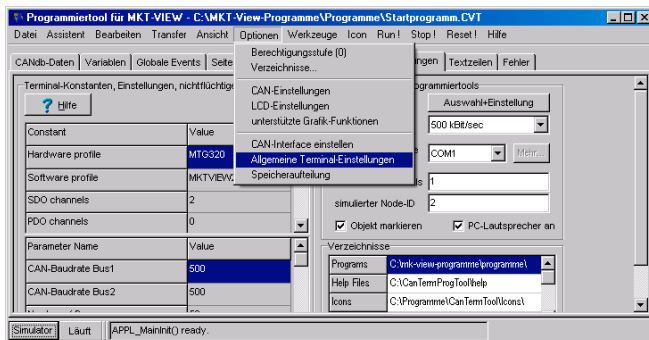 Programmiertool für MKT-VIEW - C:\MKT-View-Programme\Programme\Startprogramm.CVT
Datei Assistent Bearbeiten Transfer Ansicht Optionen Werkzeuge Icon Run! Stop! Reset! Hilfe
CANdb-Daten Variablen Globale Events Seite ngen Textzeilen Fehler
Berechtigungsstufe (0)
Verzeichnisse...
CAN-Einstellungen
LCD-Einstellungen
unterstützte Grafik-Funktionen
CAN-Interface einstellen
Allgemeine Terminal-Einstellungen
Speicheraufteilung
Terminal-Konstanten, Einstellungen, nichtflüchtige
? Hilfe
Constant Value
Hardware profile MTG320
Software profile MKTVIEW
SDO channels 2
PDO channels 0
Parameter Name Value
CAN-Baudrate Bus1 500
CAN-Baudrate Bus2 500
grammiertools
Auswahl+Einstellung
500 kBit/sec
COM1 Mehr...
ls 1
simulierter Node-ID 2
Objekt markieren PC-Lautsprecher an
Verzeichnisse
Programs C:\mk-view-programme\programme\
Help Files C:\CanTermProgTool\help
Icons C:\Programme\CanTermTool\Icons\
Simulator Läuft APPL_MainInit() ready.